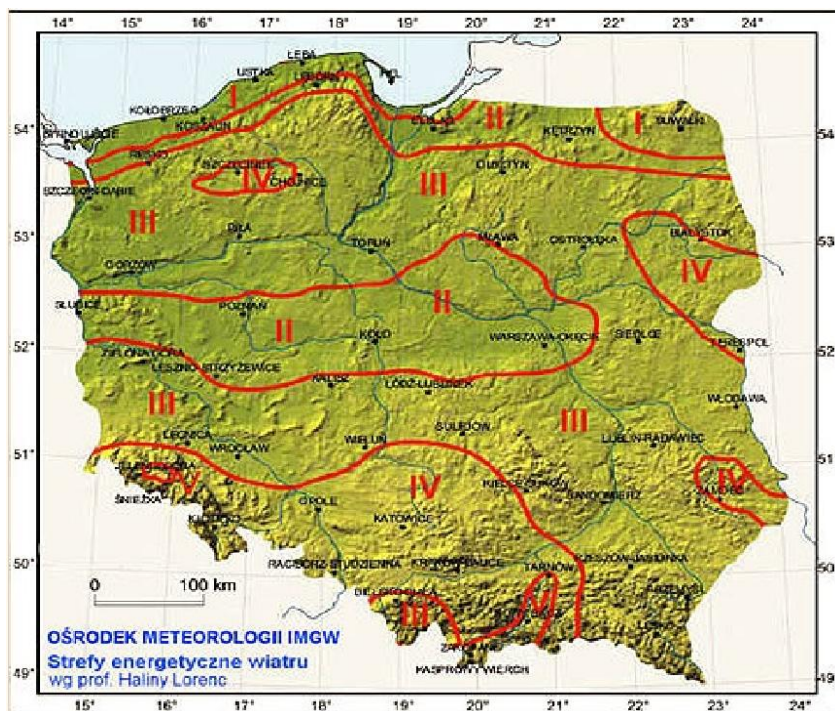 14° 15° 16° 17° 18° 19° 20° 21° 22° 23° 24°
ŁEBA
USTKA
LĘBORK
HEL
I
KOŁOBRZEG
KOSZALIN
ELBLĄG
II
KĘTRZYN
I
SUWAŁKI
54° 54°
RESKO
SZCZECINEK
IV
CHOJNICE
OLSZTYN
III
SZCZECIN-DĄBIE
III
PIŁA
TORUŃ
MŁAWA
OSTROŁĘKA
BIAŁYSTOK
53° 53°
GORZÓW
IV
SŁUBICE
POZNAŃ
II
II
KOŁO
WARSZAWA-OKĘCIE
SIEDLCE
TERESPOL
52° 52°
ZIELONA GÓRA
LESZNO-STRZYŻEWICE
KALISZ
ŁÓDŹ-LUBLINEK
WŁODAWA
III
III
LEGNICA
WROCŁAW
WIELUŃ
SULEJÓW
LUBLIN-RADAWIEC
51° 51°
IV
ŚNIEŻKA
IV
KIELCE-SUKÓW
SANDOMIERZ
ZAMOŚĆ
KŁODZKO
OPOLE
KATOWICE
50° 50°
RACIBÓRZ-STUDZIENNA
TARNÓW
RZESZÓW-JASIONKA
0 100 km
BIELSKO-BIAŁA
III
ZAKOPANE
KASPROWY WIERCH
OŚRODEK METEOROLOGII IMGW
Strefy energetyczne wiatru
wg prof. Haliny Lorenc
49° 49°
15° 16° 17° 18° 19° 20° 21° 22° 23° 24°